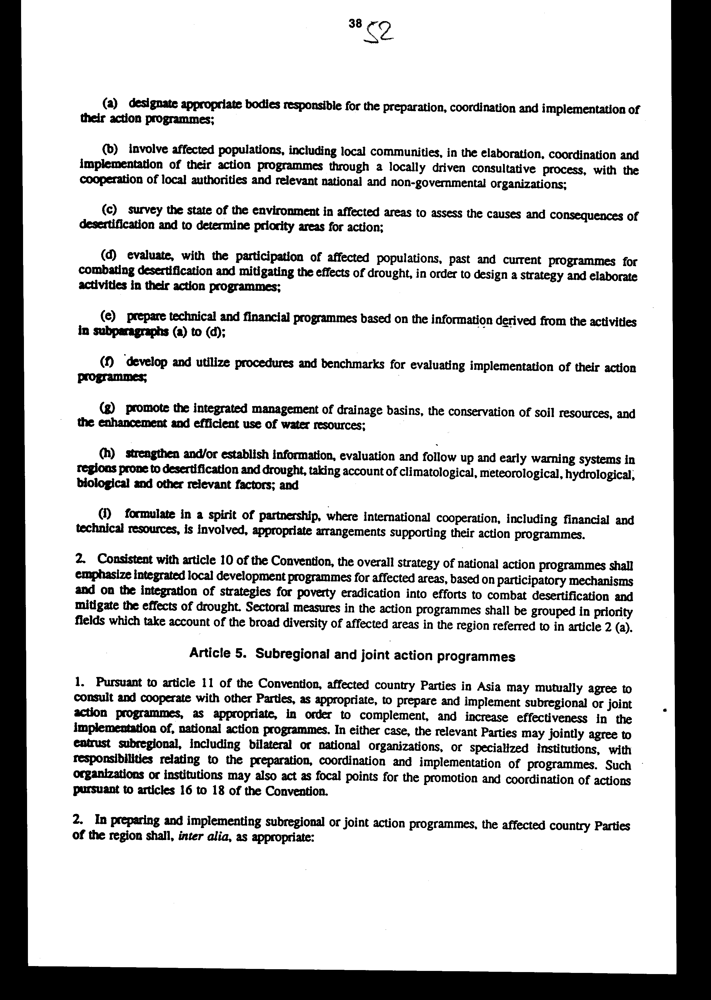 38 52
(a) designate appropriate bodies responsible for the preparation, coordination and implementation of
their action programmes;
(b) involve affected populations, including local communities, in the elaboration, coordination and
implementation of their action programmes through a locally driven consultative process, with the
cooperation of local authorities and relevant national and non-governmental organizations;
(c) survey the state of the environment in affected areas to assess the causes and consequences of
desertification and to determine priority areas for action;
(d) evaluate, with the participation of affected populations, past and current programmes for
combating desertification and mitigating the effects of drought, in order to design a strategy and elaborate
activities in their action programmes;
(e) prepare technical and financial programmes based on the information derived from the activities
in subparagraphs (a) to (d);
(f) develop and utilize procedures and benchmarks for evaluating implementation of their action
programmes;
(g) promote the integrated management of drainage basins, the conservation of soil resources, and
the enhancement and efficient use of water resources;
(h) strengthen and/or establish information, evaluation and follow up and early warning systems in
regions prone to desertification and drought, taking account of climatological, meteorological, hydrological,
biological and other relevant factors; and
(i) formulate in a spirit of partnership, where international cooperation, including financial and
technical resources, is involved, appropriate arrangements supporting their action programmes.
2. Consistent with article 10 of the Convention, the overall strategy of national action programmes shall
emphasize integrated local development programmes for affected areas, based on participatory mechanisms
and on the integration of strategies for poverty eradication into efforts to combat desertification and
mitigate the effects of drought. Sectoral measures in the action programmes shall be grouped in priority
fields which take account of the broad diversity of affected areas in the region referred to in article 2 (a).
Article 5. Subregional and joint action programmes
1. Pursuant to article 11 of the Convention, affected country Parties in Asia may mutually agree to
consult and cooperate with other Parties, as appropriate, to prepare and implement subregional or joint
action programmes, as appropriate, in order to complement, and increase effectiveness in the
implementation of, national action programmes. In either case, the relevant Parties may jointly agree to
entrust subregional, including bilateral or national organizations, or specialized institutions, with
responsibilities relating to the preparation, coordination and implementation of programmes. Such
organizations or institutions may also act as focal points for the promotion and coordination of actions
pursuant to articles 16 to 18 of the Convention.
2. In preparing and implementing subregional or joint action programmes, the affected country Parties
of the region shall, inter alia, as appropriate: